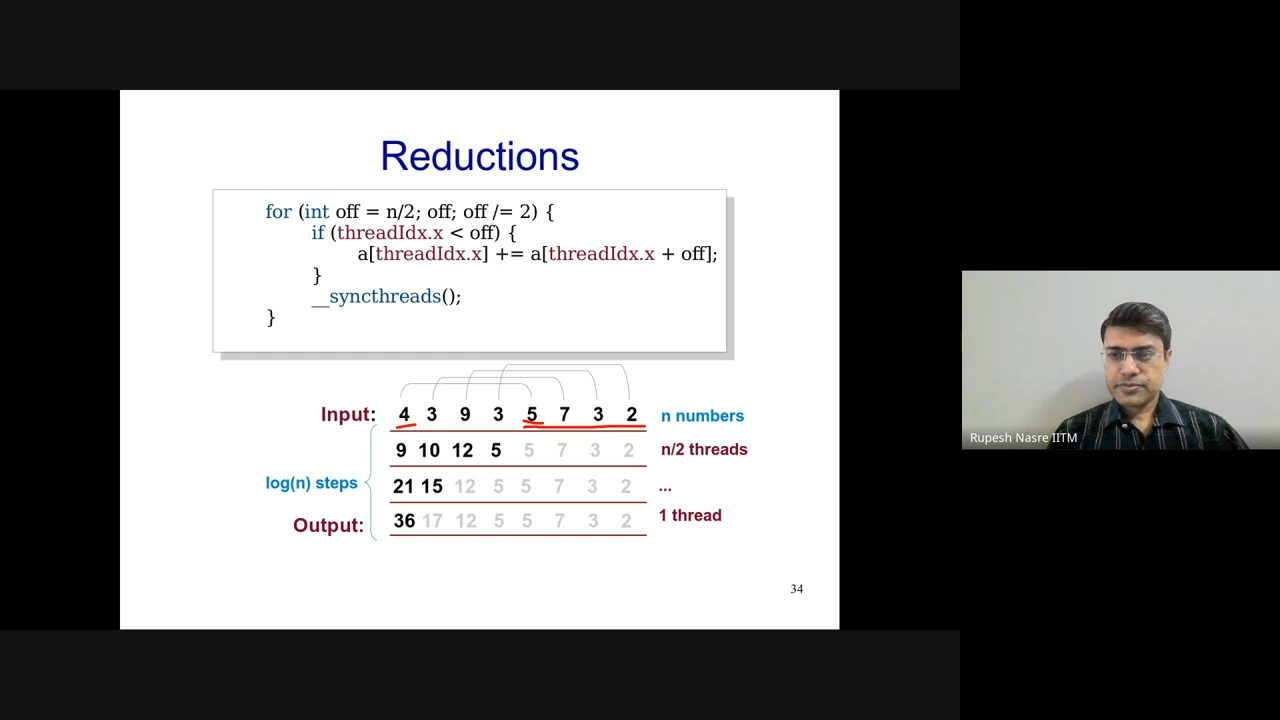 Reductions
for (int off = n/2; off; off /= 2) {
if (threadIdx.x < off) {
a[threadIdx.x] += a[threadIdx.x + off];
}
__syncthreads();
}
Input: 4 3 9 3 5 7 3 2 n numbers
9 10 12 5 5 7 3 2 n/2 threads
log(n) steps 21 15 12 5 5 7 3 2 ...
Output: 36 17 12 5 5 7 3 2 1 thread
34
Rupesh Nasre IITM